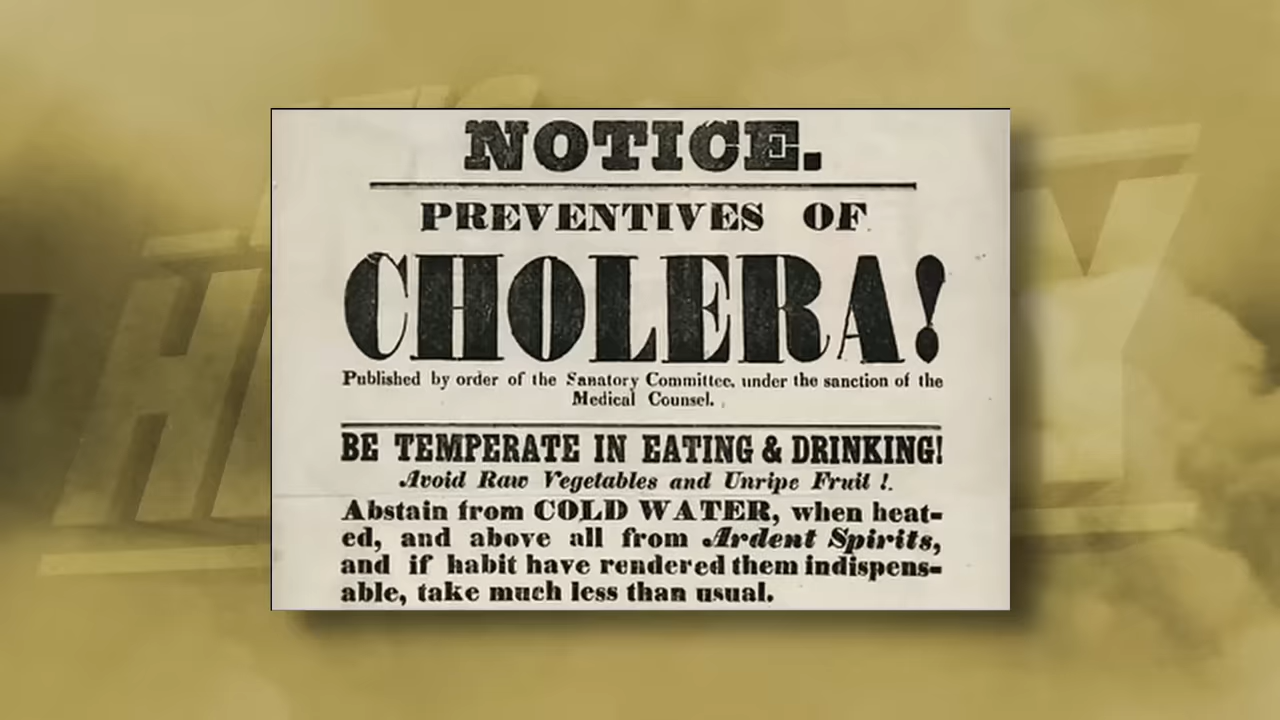 NOTICE.
PREVENTIVES OF
CHOLERA!
Published by order of the Sanatory Committee, under the sanction of the
Medical Counsel.
BE TEMPERATE IN EATING & DRINKING!
Avoid Raw Vegetables and Unripe Fruit !.
Abstain from COLD WATER, when heat-
ed, and above all from Ardent Spirits,
and if habit have rendered them indispens-
able, take much less than usual.